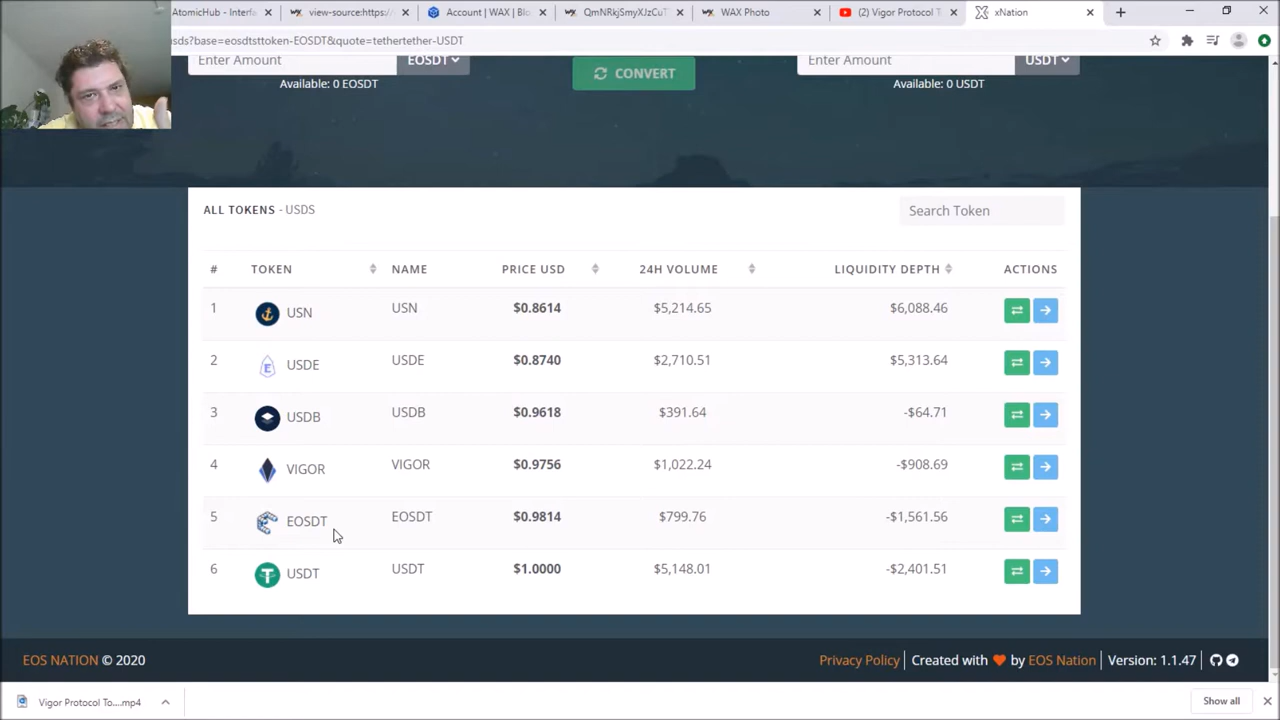 AtomicHub - Interfa
view-source:https:/
Account | WAX | Blo
QmNRkjSmyXJzCuT
WAX Photo
(2) Vigor Protocol T
xNation
sds?base=eosdtsttoken-EOSDT&quote=tethertether-USDT
Enter Amount EOSDT CONVERT Enter Amount USDT
Available: 0 EOSDT Available: 0 USDT
ALL TOKENS - USDS Search Token
# TOKEN NAME PRICE USD 24H VOLUME LIQUIDITY DEPTH ACTIONS
1 USN USN $0.8614 $5,214.65 $6,088.46
2 USDE USDE $0.8740 $2,710.51 $5,313.64
3 USDB USDB $0.9618 $391.64 -$64.71
4 VIGOR VIGOR $0.9756 $1,022.24 -$908.69
5 EOSDT EOSDT $0.9814 $799.76 -$1,561.56
6 USDT USDT $1.0000 $5,148.01 -$2,401.51
EOS NATION © 2020 Privacy Policy Created with by EOS Nation Version: 1.1.47
Vigor Protocol To....mp4 Show all